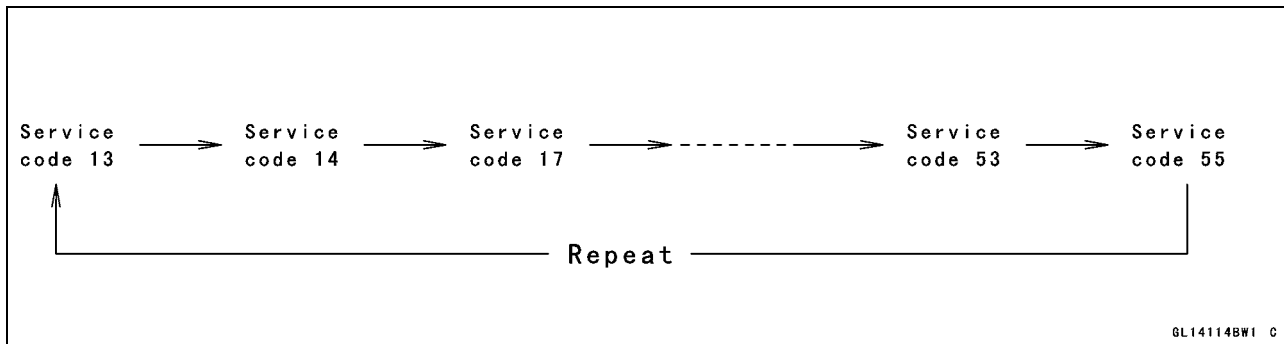 Service code 13
Service code 14
Service code 17
Service code 53
Service code 55
Repeat
GL14114BW1 C